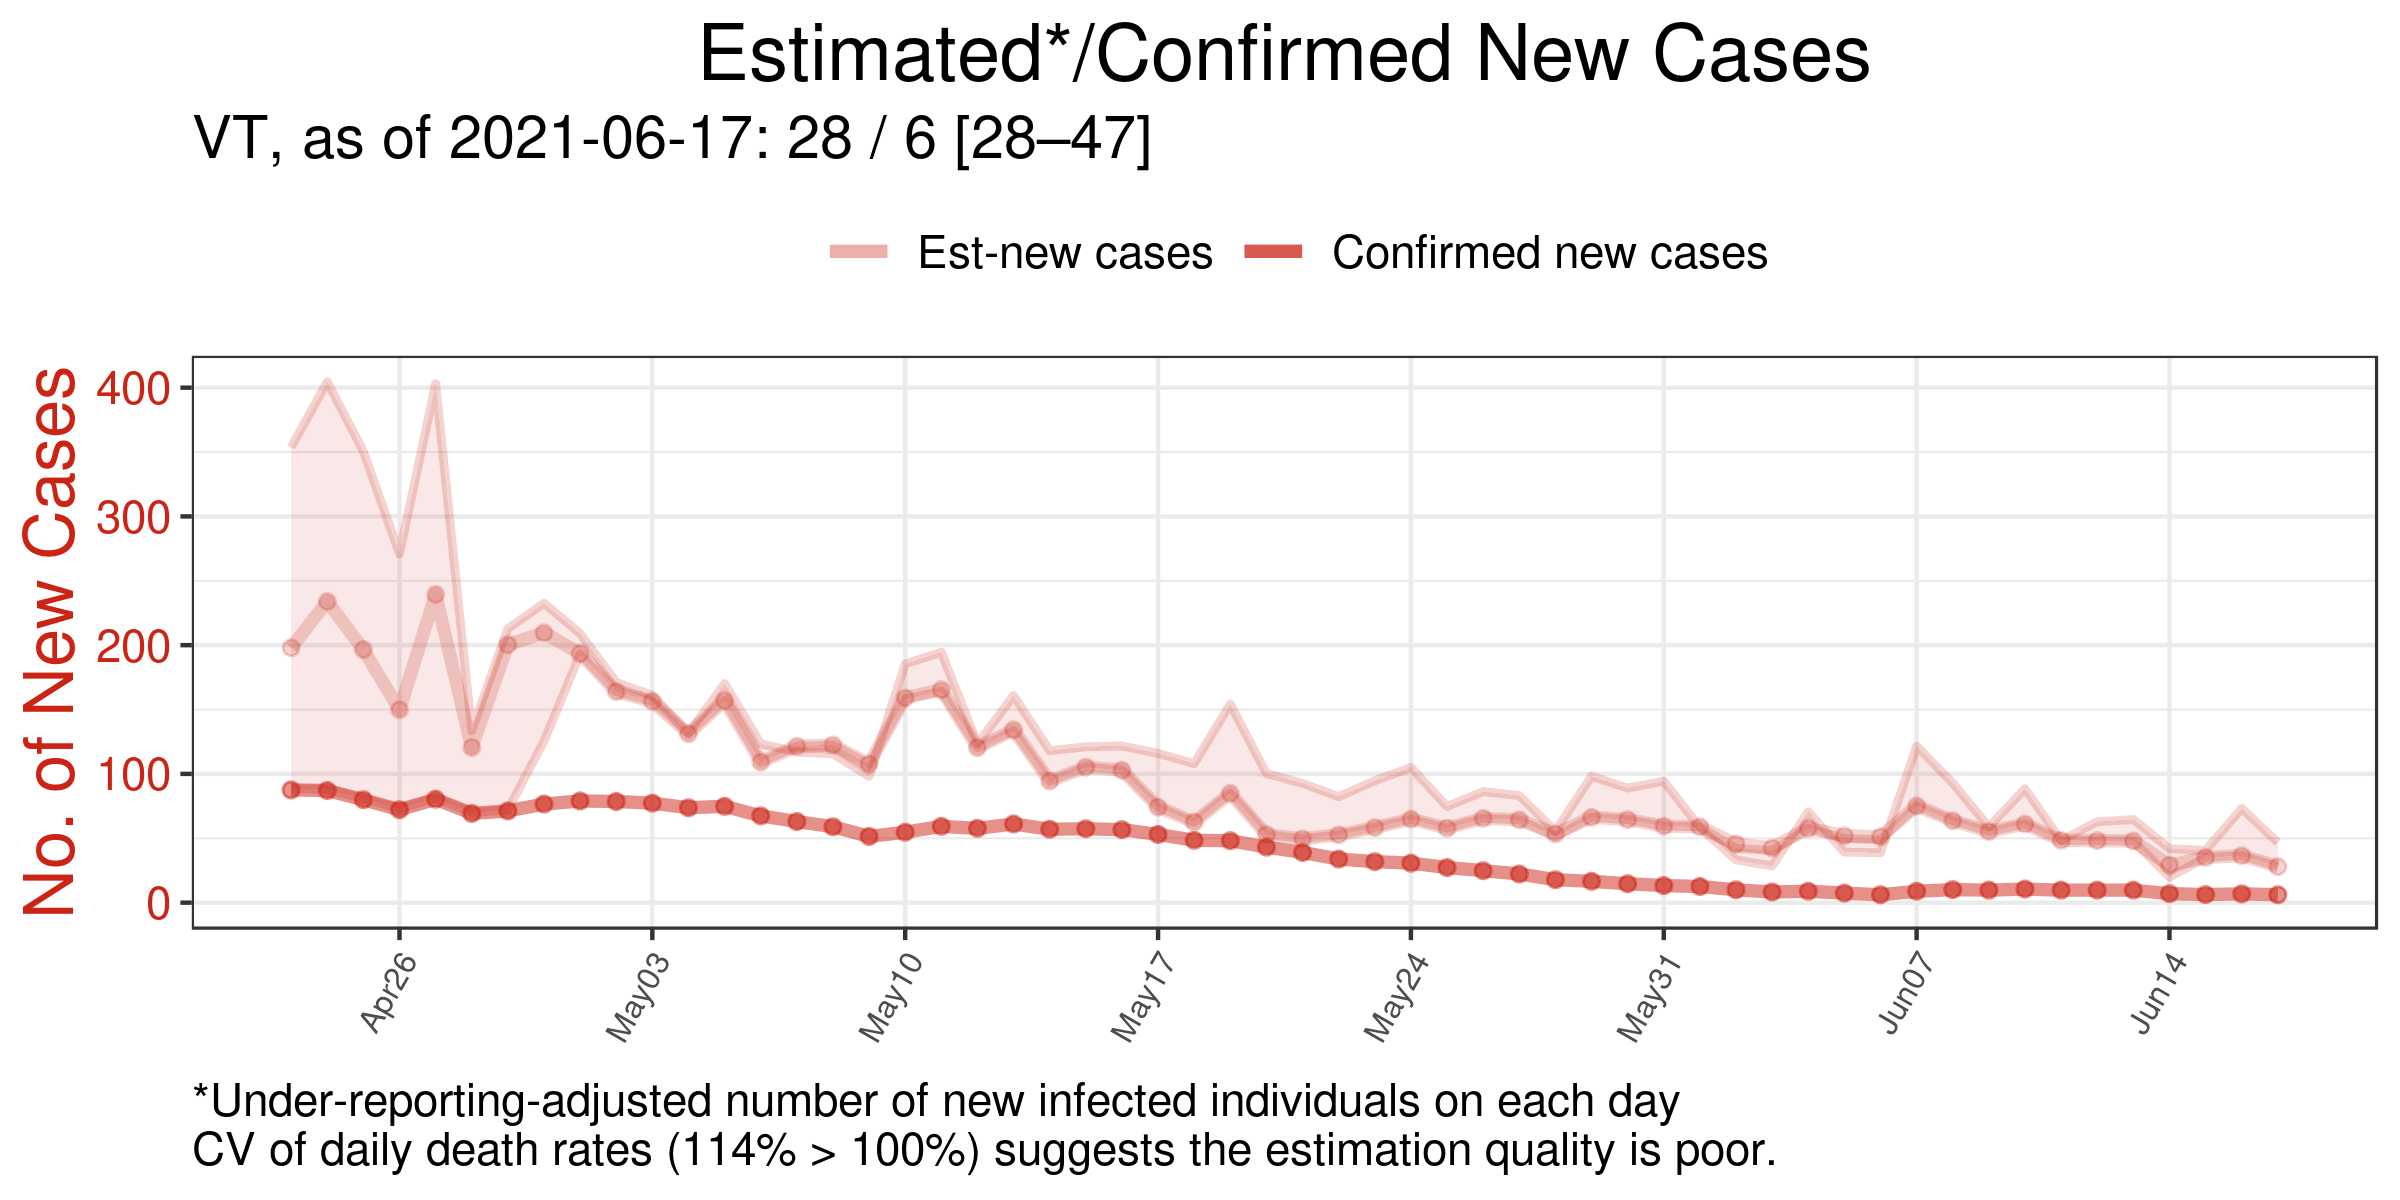 Estimated*/Confirmed New Cases
VT, as of 2021-06-17: 28 / 6 [28–47]
Est-new cases
Confirmed new cases
No. of New Cases
400
300
200
100
0
Apr26
May03
May10
May17
May24
May31
Jun07
Jun14
*Under-reporting-adjusted number of new infected individuals on each day
CV of daily death rates (114% > 100%) suggests the estimation quality is poor.